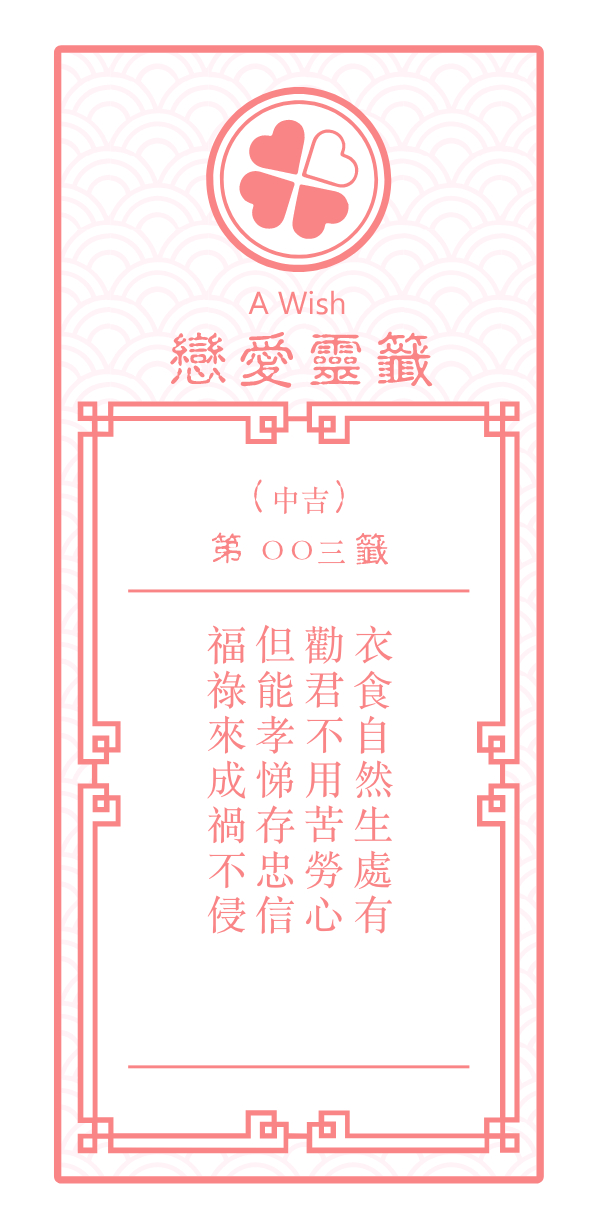 A Wish
戀愛靈籤
（中吉）
第 〇〇三 籤
衣食自然生處有
勸君不用苦勞心
但能孝悌存忠信
福祿來成禍不侵